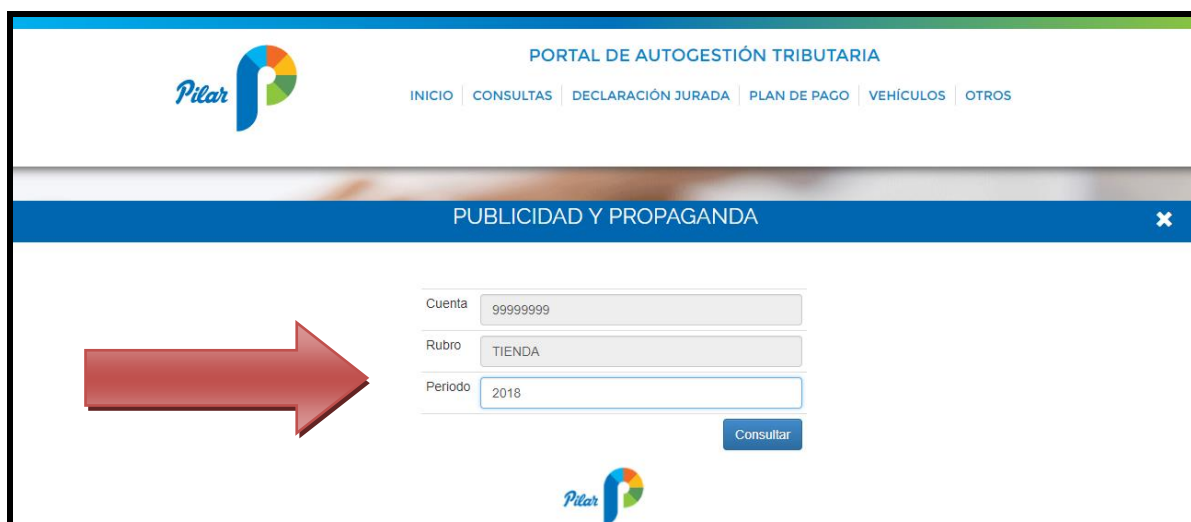 Pilar
PORTAL DE AUTOGESTIÓN TRIBUTARIA
INICIO CONSULTAS DECLARACIÓN JURADA PLAN DE PAGO VEHÍCULOS OTROS
PUBLICIDAD Y PROPAGANDA
Cuenta 99999999
Rubro TIENDA
Periodo 2018
Consultar
Pilar